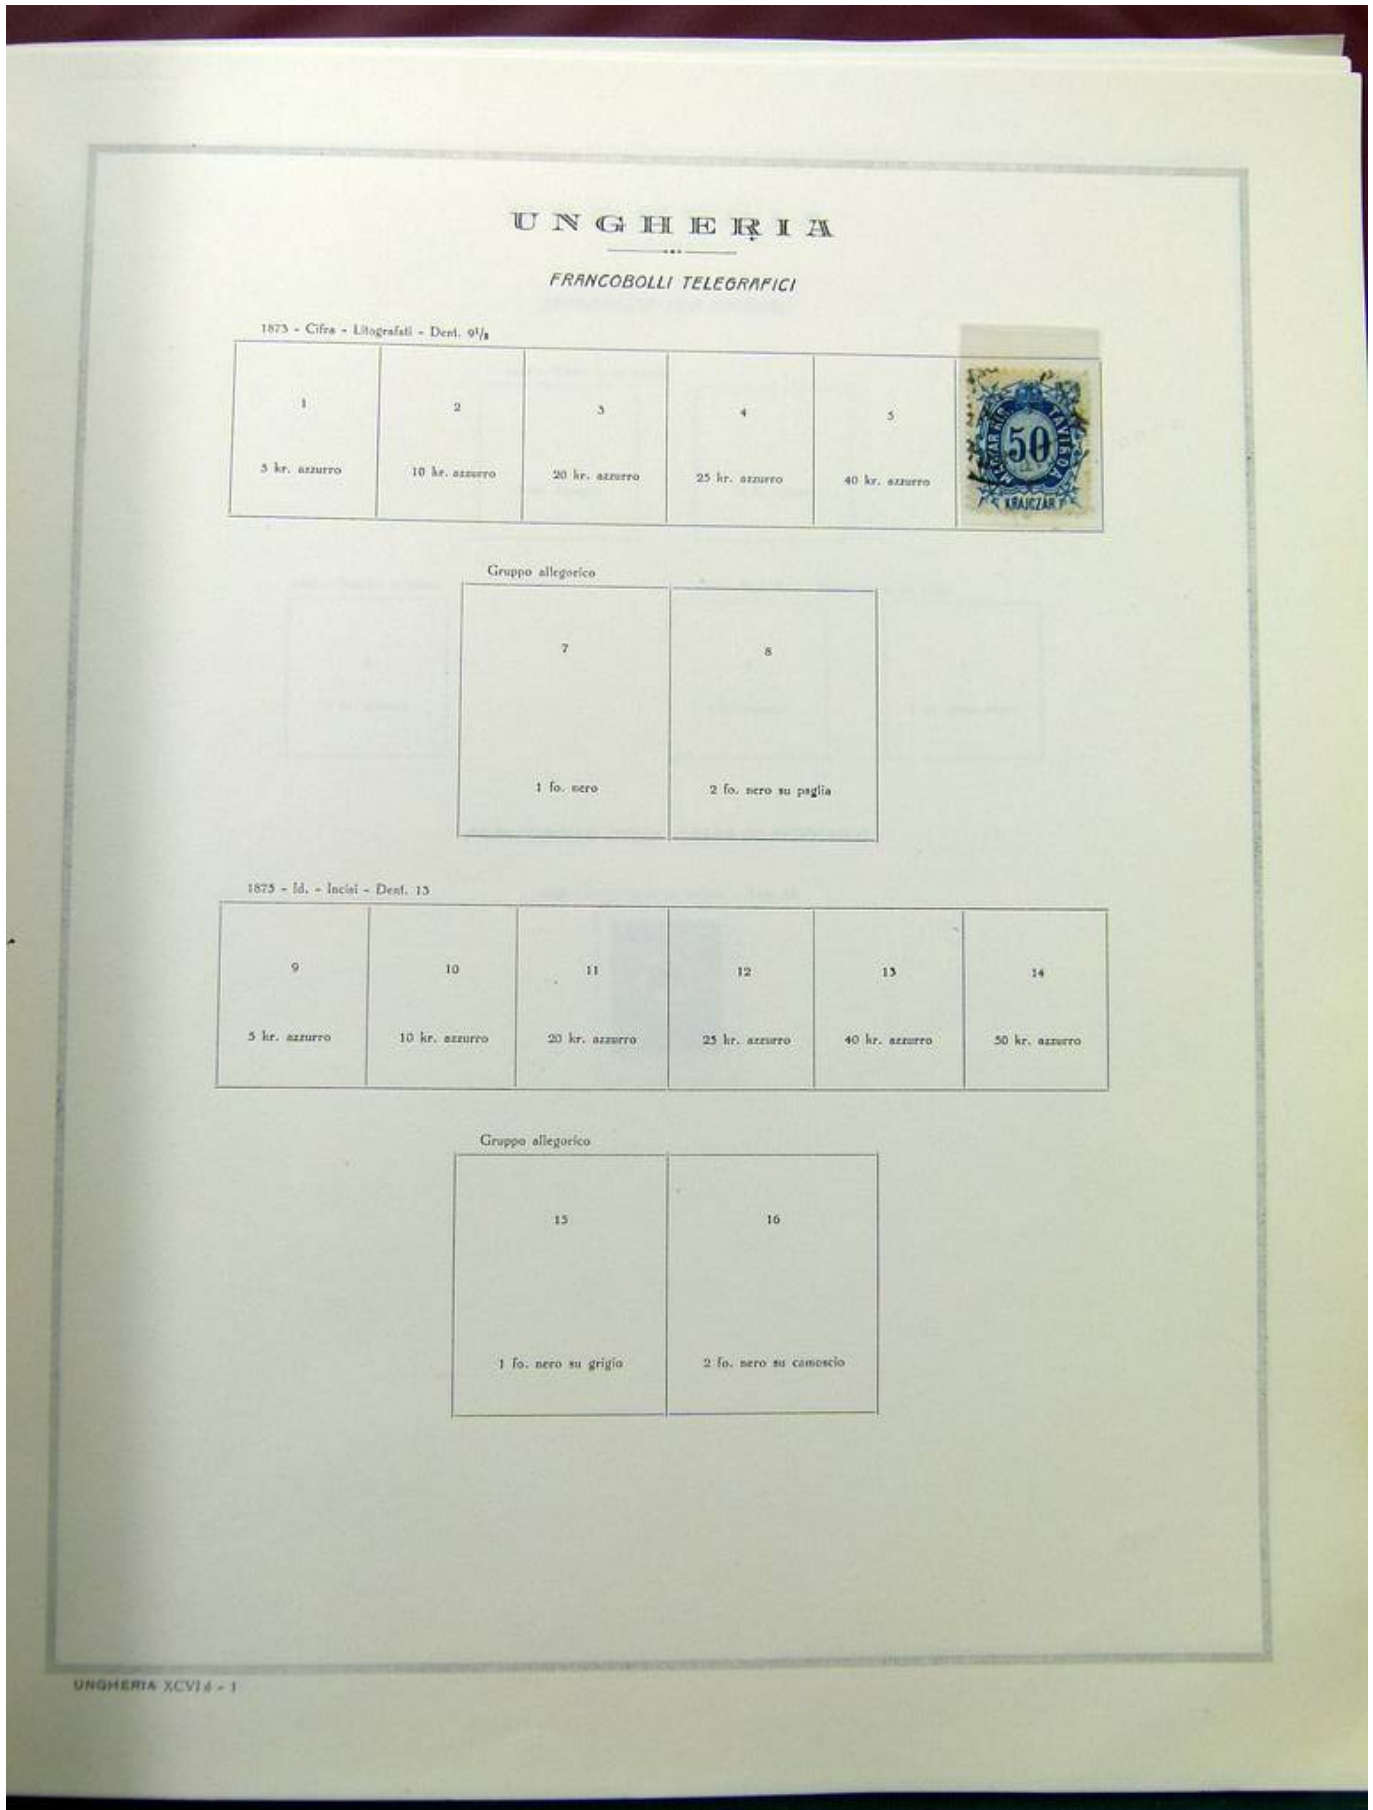 UNGHERIA
FRANCOBOLLI TELEGRAFICI
1873 - Cifra - Litografati - Dent. 9½
1 2 3 4 5
5 kr. azzurro 10 kr. azzurro 20 kr. azzurro 25 kr. azzurro 40 kr. azzurro
MAGYAR KIR. TAVIRDA
50
KRAJCZÁR
Gruppo allegorico
7 8
1 fo. nero 2 fo. nero su paglia
1873 - Id. - Incisi - Dent. 13
9 10 11 12 13 14
5 kr. azzurro 10 kr. azzurro 20 kr. azzurro 25 kr. azzurro 40 kr. azzurro 50 kr. azzurro
Gruppo allegorico
15 16
1 fo. nero su grigio 2 fo. nero su camoscio
UNGHERIA XCVI d - 1